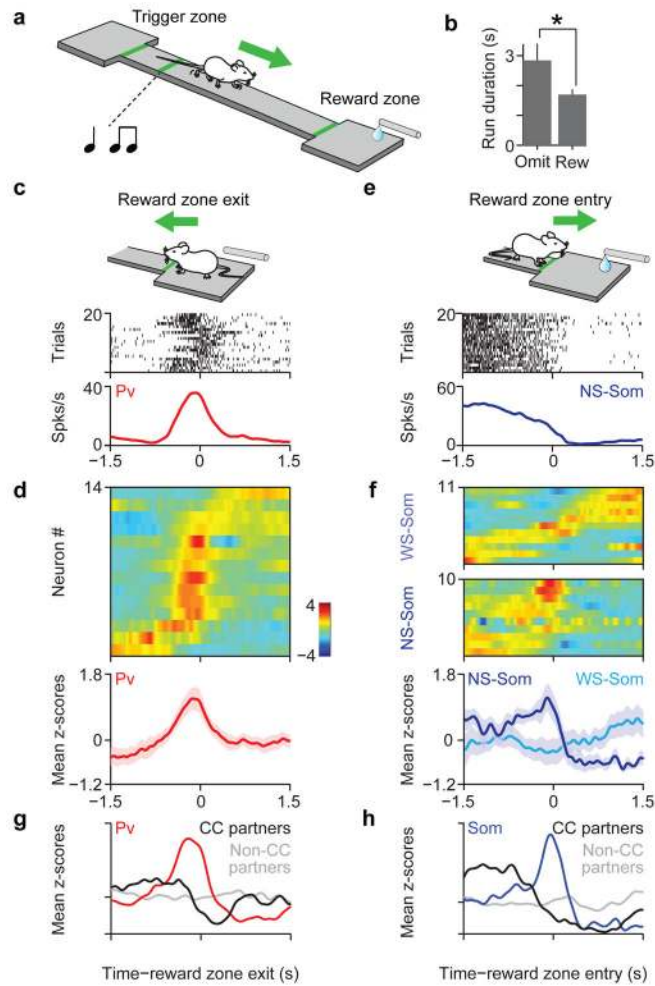 a
Trigger zone
Reward zone
b
*
Run duration (s)
3
0
Omit Rew
c
Reward zone exit
20
Trials
40
Pv
Spks/s
0
−1.5 0 1.5
e
Reward zone entry
20
Trials
60
NS-Som
Spks/s
0
−1.5 0 1.5
d
14
Neuron #
4
−4
1.8
Pv
Mean z-scores
0
−1.2
−1.5 0 1.5
f
11
WS-Som
10
NS-Som
1.8
NS-Som WS-Som
Mean z-scores
0
−1.2
−1.5 0 1.5
g
Pv CC partners
Non-CC
partners
Mean z-scores
Time−reward zone exit (s)
h
Som CC partners
Non-CC
partners
Mean z-scores
Time−reward zone entry (s)